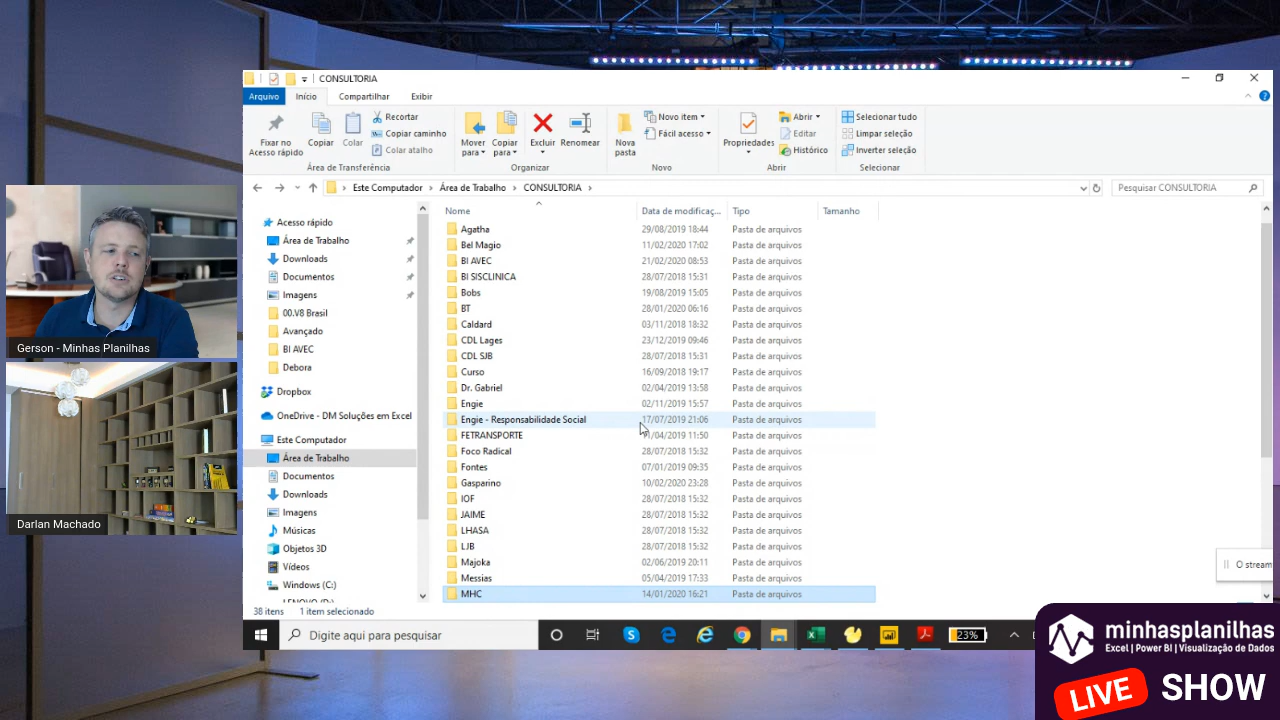 CONSULTORIA
Arquivo
Início
Compartilhar
Exibir
Fixar no
Acesso rápido
Copiar
Colar
Recortar
Copiar caminho
Colar atalho
Área de Transferência
Mover
para
Copiar
para
Excluir
Renomear
Organizar
Nova
pasta
Novo item
Fácil acesso
Novo
Propriedades
Abrir
Editar
Histórico
Abrir
Selecionar tudo
Limpar seleção
Inverter seleção
Selecionar
Este Computador > Área de Trabalho > CONSULTORIA >
Pesquisar CONSULTORIA
Acesso rápido
Área de Trabalho
Downloads
Documentos
Imagens
00.V8 Brasil
Avançado
BI AVEC
Debora
Dropbox
OneDrive - DM Soluções em Excel
Este Computador
Área de Trabalho
Documentos
Downloads
Imagens
Músicas
Objetos 3D
Vídeos
Windows (C:)
Nome Data de modificaç... Tipo Tamanho
Agatha 29/08/2019 18:44 Pasta de arquivos
Bel Magio 11/02/2020 17:02 Pasta de arquivos
BI AVEC 21/02/2020 08:53 Pasta de arquivos
BI SISCLINICA 28/07/2018 15:31 Pasta de arquivos
Bobs 19/08/2019 15:05 Pasta de arquivos
BT 28/01/2020 06:16 Pasta de arquivos
Caldard 03/11/2018 18:32 Pasta de arquivos
CDL Lages 23/12/2019 09:46 Pasta de arquivos
CDL SJB 28/07/2018 15:31 Pasta de arquivos
Curso 16/09/2018 19:17 Pasta de arquivos
Dr. Gabriel 02/04/2019 13:58 Pasta de arquivos
Engie 02/11/2019 15:57 Pasta de arquivos
Engie - Responsabilidade Social 17/07/2019 21:06 Pasta de arquivos
FETRANSPORTE /04/2019 11:50 Pasta de arquivos
Foco Radical 28/07/2018 15:32 Pasta de arquivos
Fontes 07/01/2019 09:35 Pasta de arquivos
Gasparino 10/02/2020 23:28 Pasta de arquivos
IOF 28/07/2018 15:32 Pasta de arquivos
JAIME 28/07/2018 15:32 Pasta de arquivos
LHASA 28/07/2018 15:32 Pasta de arquivos
LJB 28/07/2018 15:32 Pasta de arquivos
Majoka 02/06/2019 20:11 Pasta de arquivos
Messias 05/04/2019 17:33 Pasta de arquivos
MHC 14/01/2020 16:21 Pasta de arquivos
38 itens 1 item selecionado
O stream
Digite aqui para pesquisar
23%
Gerson - Minhas Planilhas
Darlan Machado
minhasplanilhas
Excel | Power BI | Visualização de Dados
LIVE SHOW